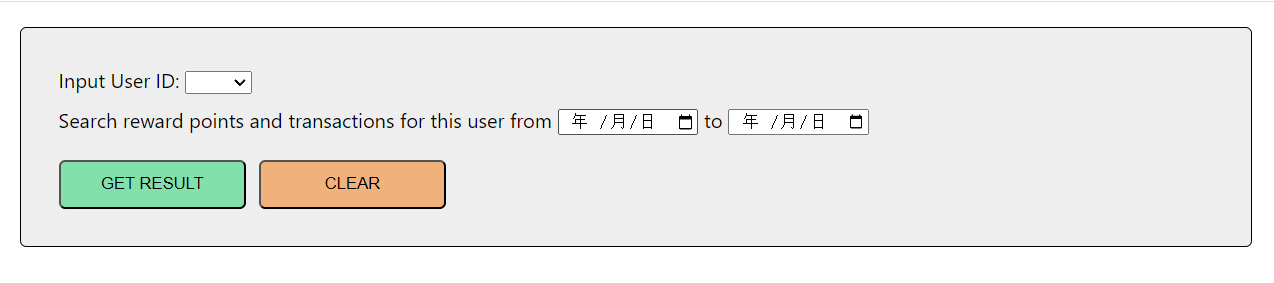 Input User ID:
Search reward points and transactions for this user from 年 /月/日 to 年 /月/日
GET RESULT CLEAR